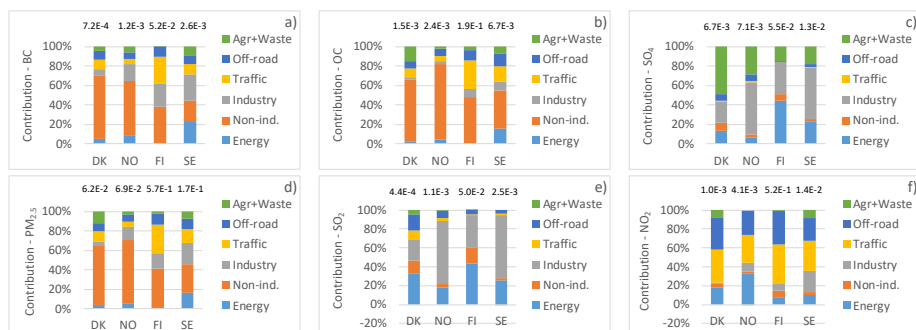 7.2E-4 1.2E-3 5.2E-2 2.6E-3 a)
Contribution - BC
100%
80%
60%
40%
20%
0%
DK NO FI SE
Agr+Waste
Off-road
Traffic
Industry
Non-ind.
Energy
1.5E-3 2.4E-3 1.9E-1 6.7E-3 b)
Contribution - OC
100%
80%
60%
40%
20%
0%
DK NO FI SE
Agr+Waste
Off-road
Traffic
Industry
Non-ind.
Energy
6.7E-3 7.1E-3 5.5E-2 1.3E-2 c)
Contribution - SO4
100%
80%
60%
40%
20%
0%
DK NO FI SE
Agr+Waste
Off-road
Traffic
Industry
Non-ind.
Energy
6.2E-2 6.9E-2 5.7E-1 1.7E-1 d)
Contribution - PM2.5
100%
80%
60%
40%
20%
0%
DK NO FI SE
Agr+Waste
Off-road
Traffic
Industry
Non-ind.
Energy
4.4E-4 1.1E-3 5.0E-2 2.5E-3 e)
Contribution - SO2
100%
80%
60%
40%
20%
0%
-20%
DK NO FI SE
Agr+Waste
Off-road
Traffic
Industry
Non-ind.
Energy
1.0E-3 4.1E-3 5.2E-1 1.4E-2 f)
Contribution - NO2
100%
80%
60%
40%
20%
0%
-20%
DK NO FI SE
Agr+Waste
Off-road
Traffic
Industry
Non-ind.
Energy